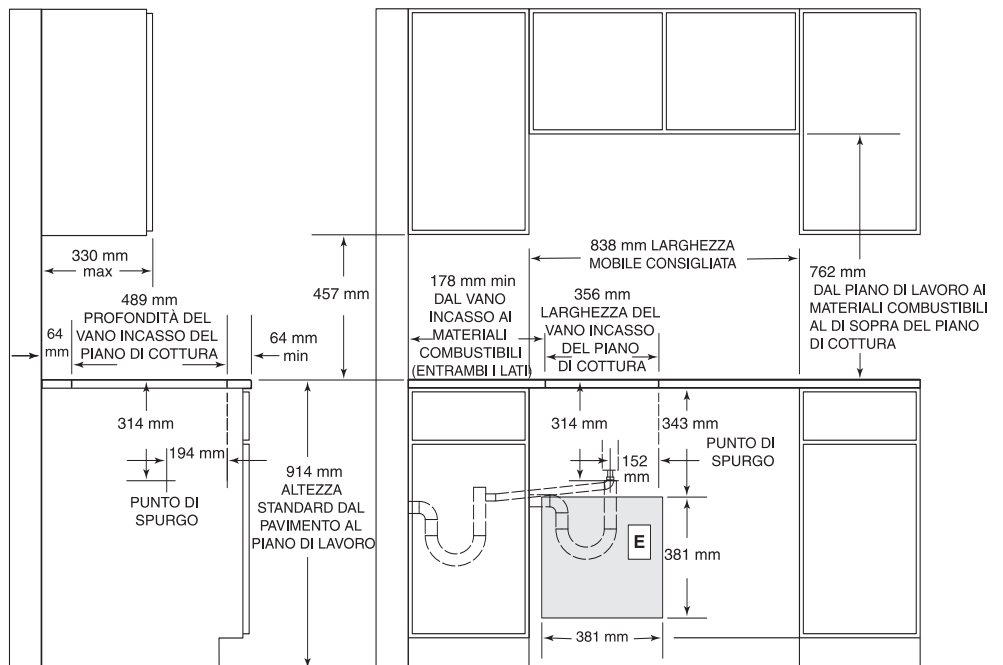 330 mm
max
489 mm
PROFONDITÀ DEL
VANO INCASSO DEL
PIANO DI COTTURA
64
mm
64 mm
min
457 mm
178 mm min
DAL VANO
INCASSO AI
MATERIALI
COMBUSTIBILI
(ENTRAMBI I LATI)
838 mm LARGHEZZA
MOBILE CONSIGLIATA
356 mm
LARGHEZZA DEL
VANO INCASSO
DEL PIANO
DI COTTURA
762 mm
DAL PIANO DI LAVORO AI
MATERIALI COMBUSTIBILI
AL DI SOPRA DEL PIANO
DI COTTURA
314 mm
194 mm
PUNTO DI
SPURGO
914 mm
ALTEZZA
STANDARD DAL
PAVIMENTO AL
PIANO DI LAVORO
314 mm
343 mm
152
mm
PUNTO DI
SPURGO
E
381 mm
381 mm